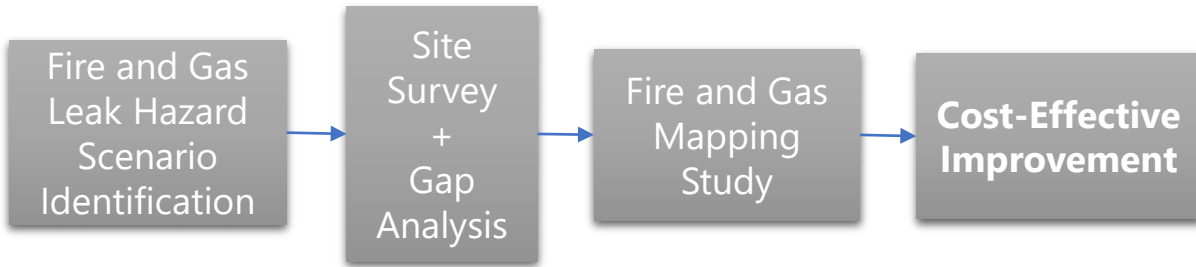 Fire and Gas
Leak Hazard
Scenario
Identification
Site
Survey
+
Gap
Analysis
Fire and Gas
Mapping
Study
Cost-Effective
Improvement